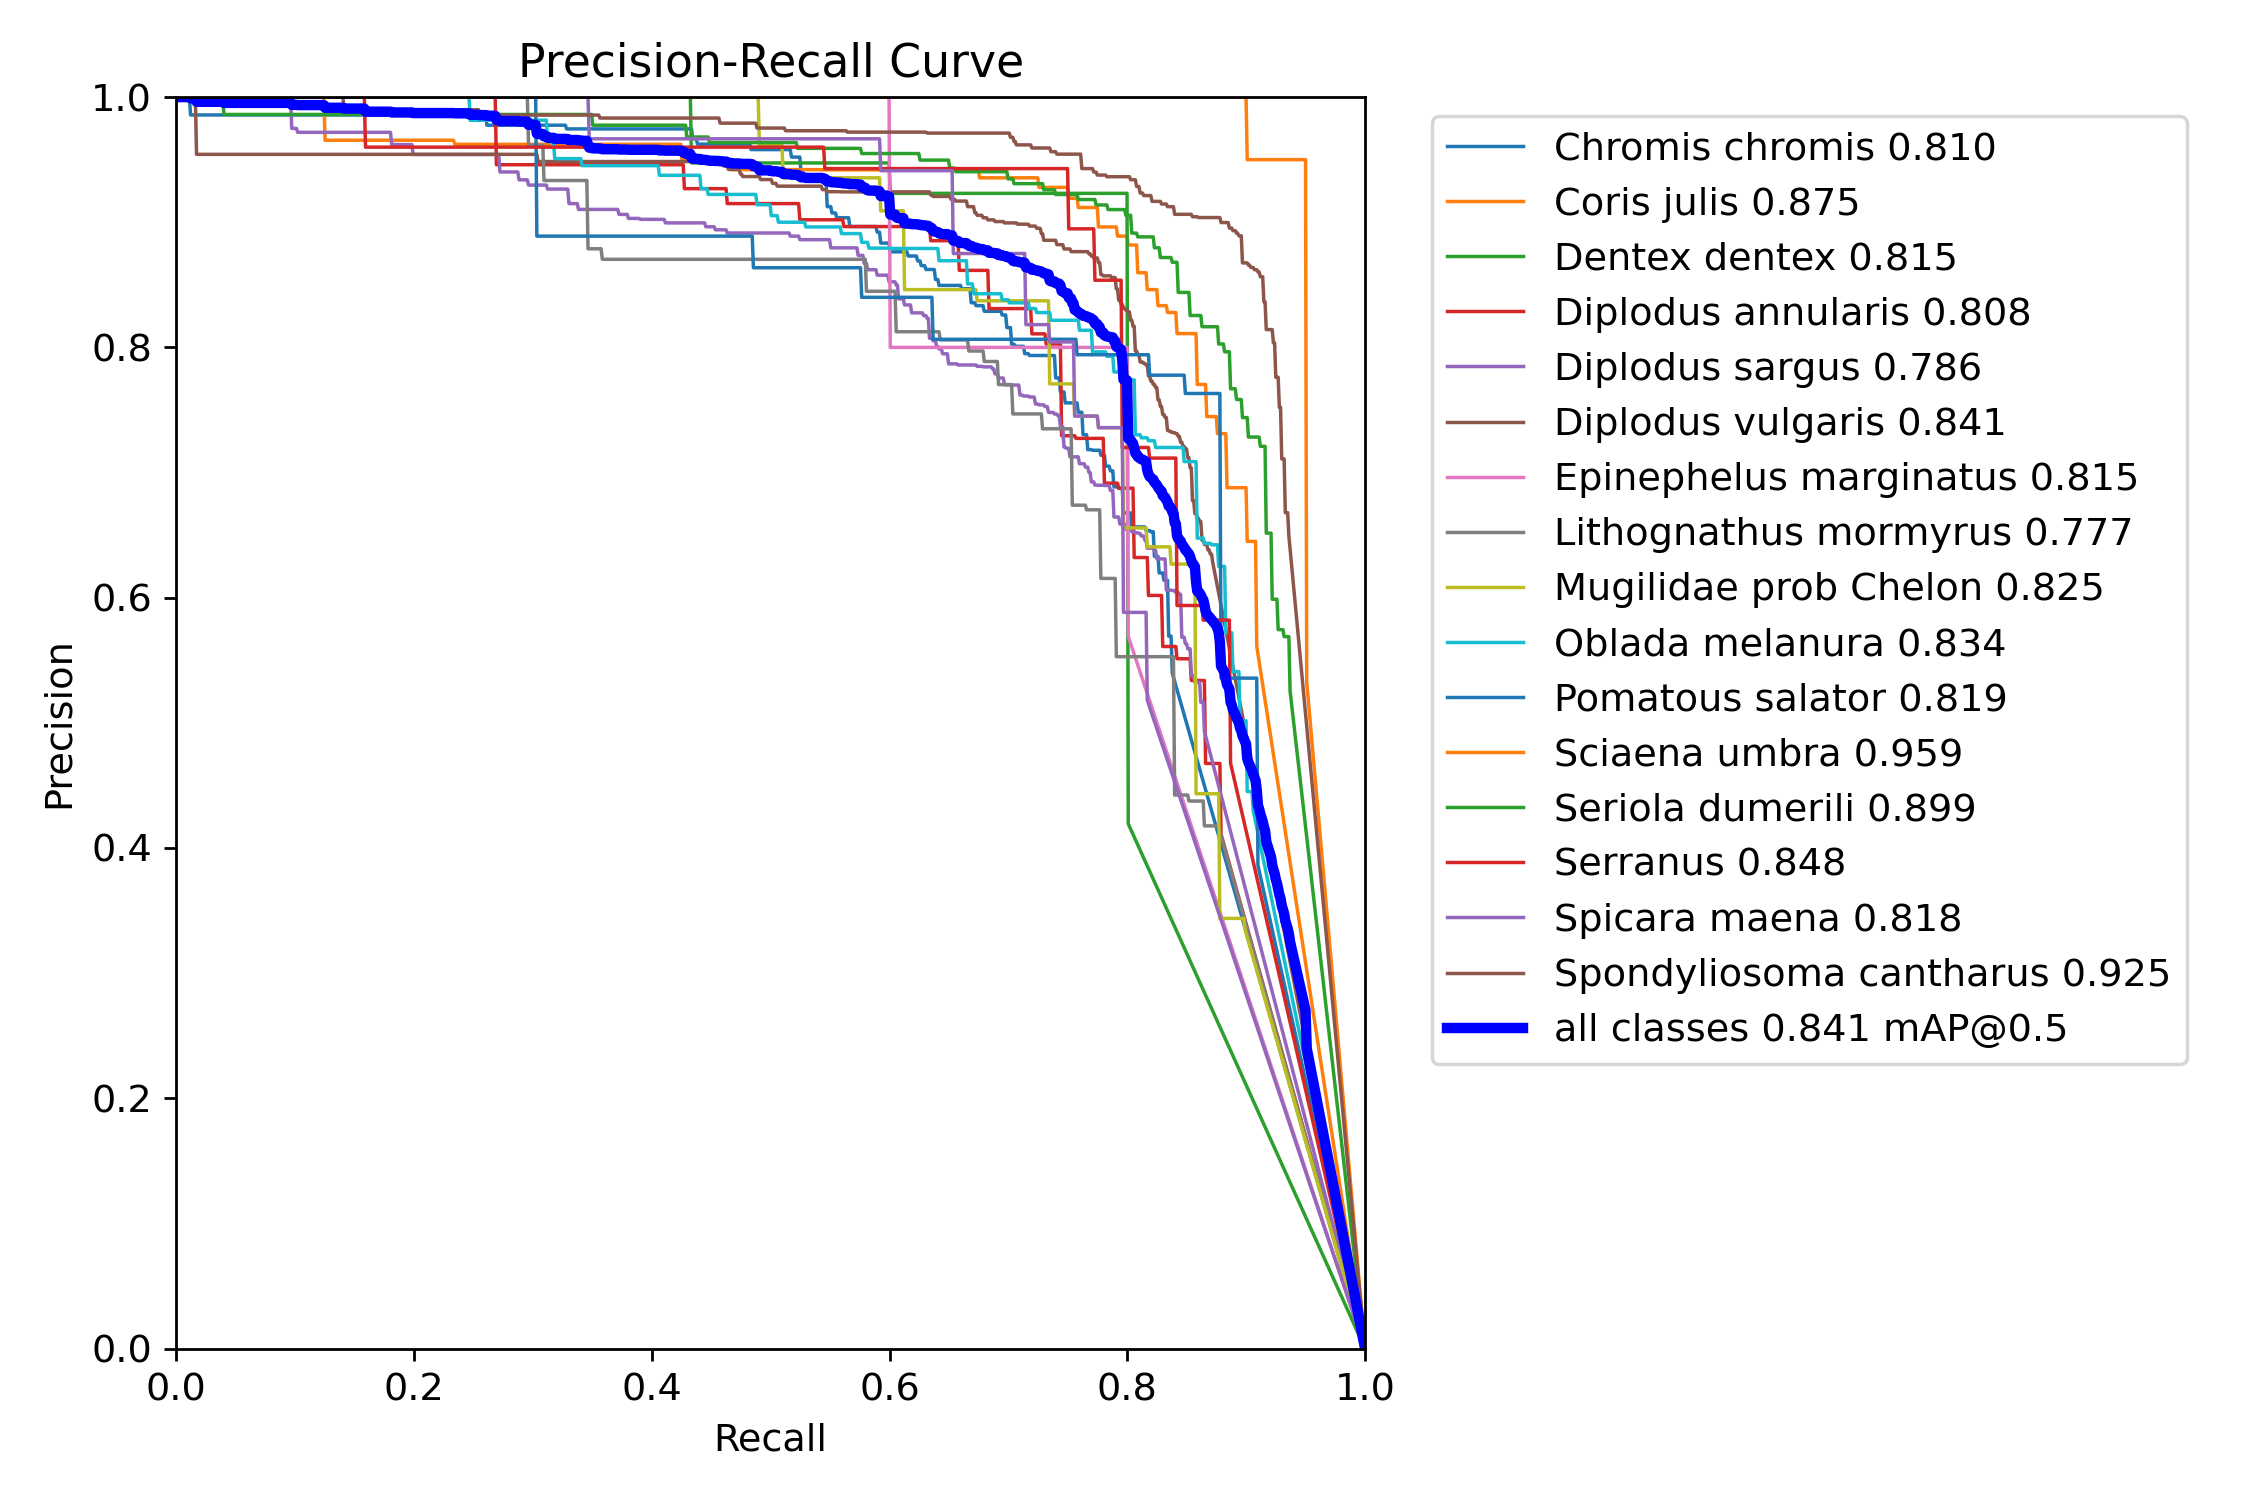 Precision-Recall Curve
1.0
0.8
0.6
0.4
0.2
0.0
Precision
0.0 0.2 0.4 0.6 0.8 1.0
Recall
Chromis chromis 0.810
Coris julis 0.875
Dentex dentex 0.815
Diplodus annularis 0.808
Diplodus sargus 0.786
Diplodus vulgaris 0.841
Epinephelus marginatus 0.815
Lithognathus mormyrus 0.777
Mugilidae prob Chelon 0.825
Oblada melanura 0.834
Pomatous salator 0.819
Sciaena umbra 0.959
Seriola dumerili 0.899
Serranus 0.848
Spicara maena 0.818
Spondyliosoma cantharus 0.925
all classes 0.841 mAP@0.5